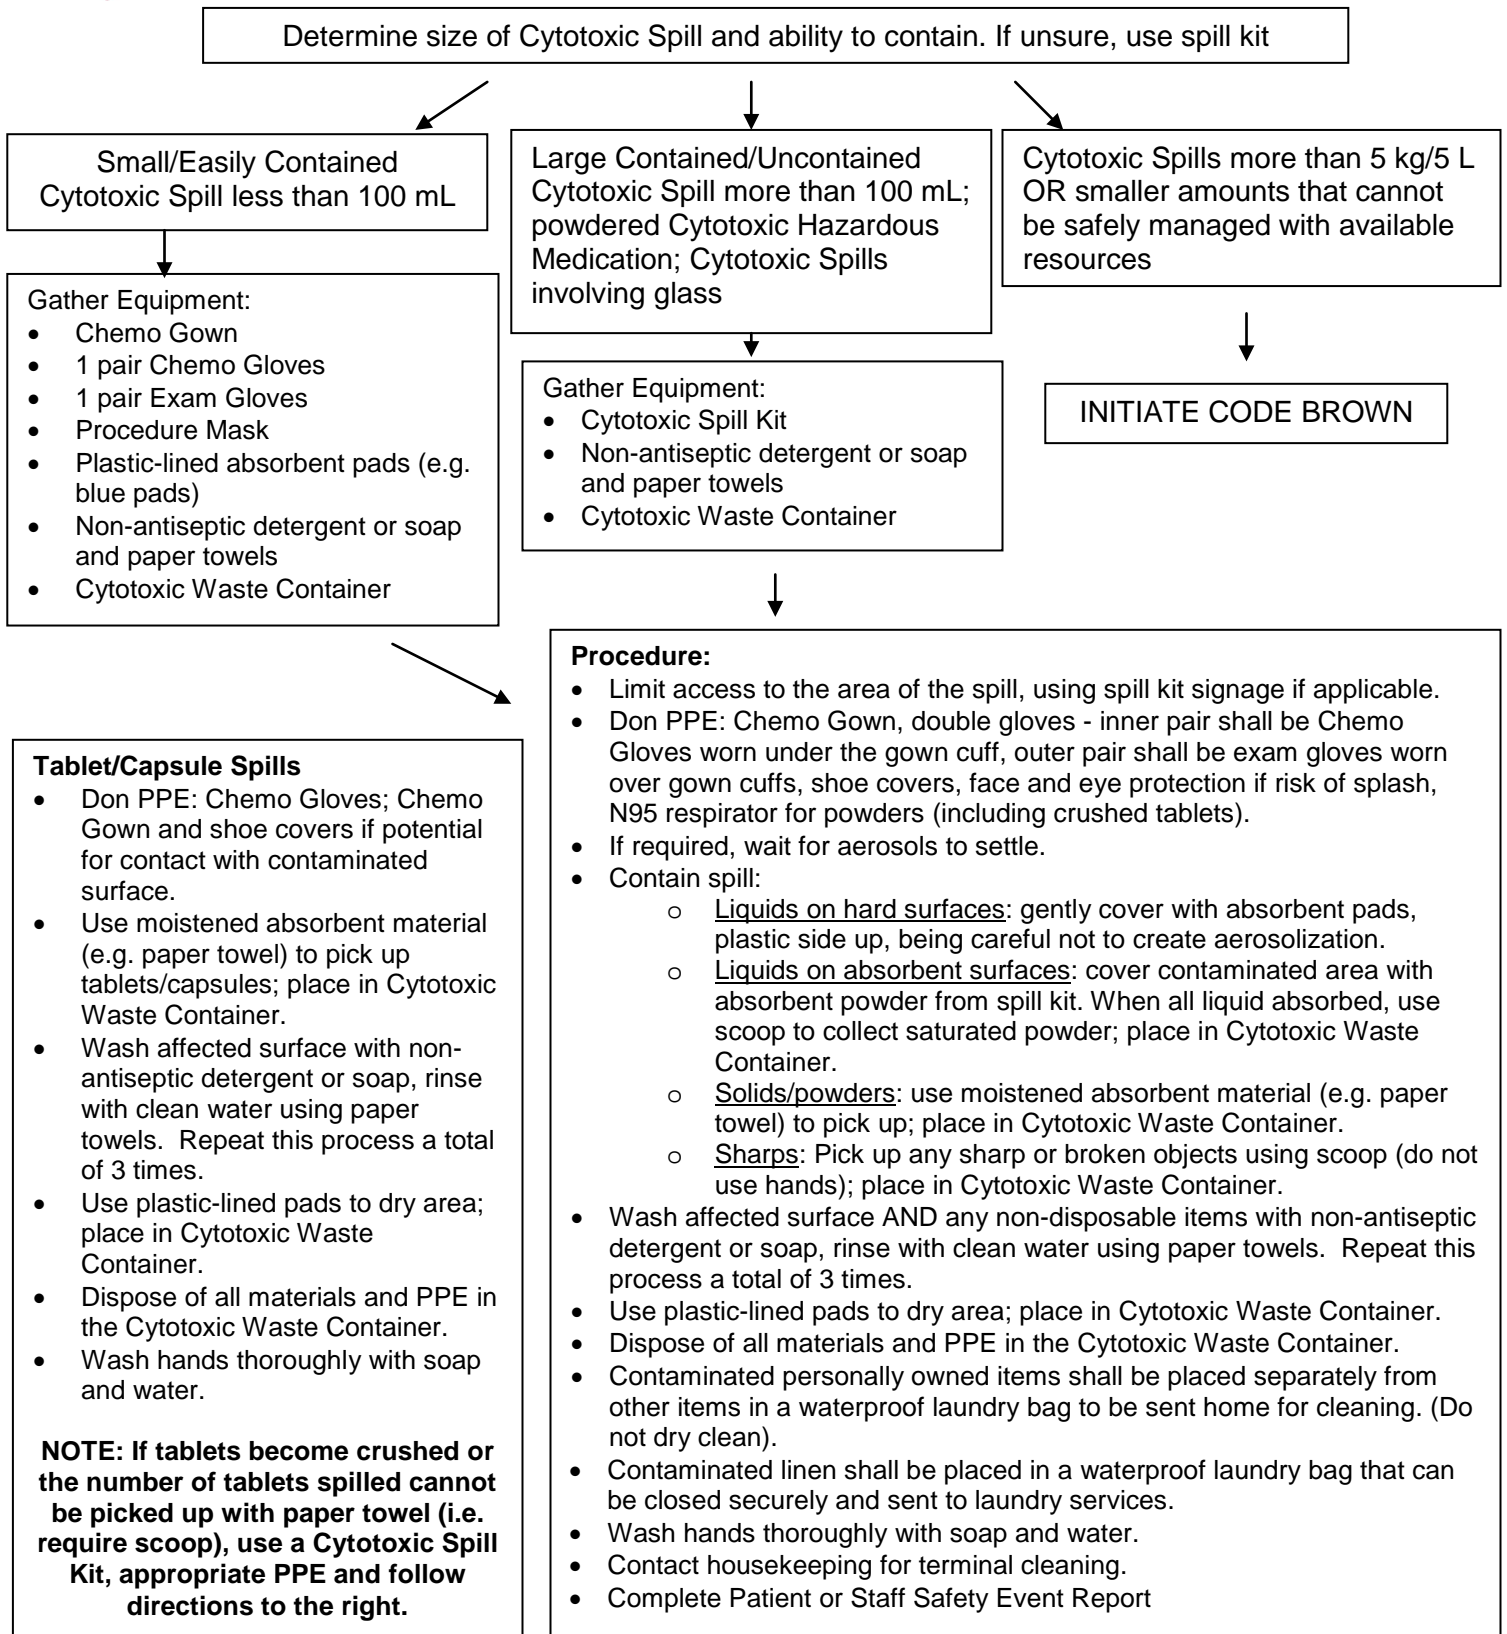 Determine size of Cytotoxic Spill and ability to contain. If unsure, use spill kit
Small/Easily Contained
Cytotoxic Spill less than 100 mL
Large Contained/Uncontained
Cytotoxic Spill more than 100 mL;
powdered Cytotoxic Hazardous
Medication; Cytotoxic Spills
involving glass
Cytotoxic Spills more than 5 kg/5 L
OR smaller amounts that cannot
be safely managed with available
resources
Gather Equipment:
• Chemo Gown
• 1 pair Chemo Gloves
• 1 pair Exam Gloves
• Procedure Mask
• Plastic-lined absorbent pads (e.g.
blue pads)
• Non-antiseptic detergent or soap
and paper towels
• Cytotoxic Waste Container
Gather Equipment:
• Cytotoxic Spill Kit
• Non-antiseptic detergent or soap
and paper towels
• Cytotoxic Waste Container
INITIATE CODE BROWN
Tablet/Capsule Spills
• Don PPE: Chemo Gloves; Chemo
Gown and shoe covers if potential
for contact with contaminated
surface.
• Use moistened absorbent material
(e.g. paper towel) to pick up
tablets/capsules; place in Cytotoxic
Waste Container.
• Wash affected surface with non-
antiseptic detergent or soap, rinse
with clean water using paper
towels. Repeat this process a total
of 3 times.
• Use plastic-lined pads to dry area;
place in Cytotoxic Waste
Container.
• Dispose of all materials and PPE in
the Cytotoxic Waste Container.
• Wash hands thoroughly with soap
and water.
NOTE: If tablets become crushed or
the number of tablets spilled cannot
be picked up with paper towel (i.e.
require scoop), use a Cytotoxic Spill
Kit, appropriate PPE and follow
directions to the right.
Procedure:
• Limit access to the area of the spill, using spill kit signage if applicable.
• Don PPE: Chemo Gown, double gloves - inner pair shall be Chemo
Gloves worn under the gown cuff, outer pair shall be exam gloves worn
over gown cuffs, shoe covers, face and eye protection if risk of splash,
N95 respirator for powders (including crushed tablets).
• If required, wait for aerosols to settle.
• Contain spill:
o Liquids on hard surfaces: gently cover with absorbent pads,
plastic side up, being careful not to create aerosolization.
o Liquids on absorbent surfaces: cover contaminated area with
absorbent powder from spill kit. When all liquid absorbed, use
scoop to collect saturated powder; place in Cytotoxic Waste
Container.
o Solids/powders: use moistened absorbent material (e.g. paper
towel) to pick up; place in Cytotoxic Waste Container.
o Sharps: Pick up any sharp or broken objects using scoop (do not
use hands); place in Cytotoxic Waste Container.
• Wash affected surface AND any non-disposable items with non-antiseptic
detergent or soap, rinse with clean water using paper towels. Repeat this
process a total of 3 times.
• Use plastic-lined pads to dry area; place in Cytotoxic Waste Container.
• Dispose of all materials and PPE in the Cytotoxic Waste Container.
• Contaminated personally owned items shall be placed separately from
other items in a waterproof laundry bag to be sent home for cleaning. (Do
not dry clean).
• Contaminated linen shall be placed in a waterproof laundry bag that can
be closed securely and sent to laundry services.
• Wash hands thoroughly with soap and water.
• Contact housekeeping for terminal cleaning.
• Complete Patient or Staff Safety Event Report